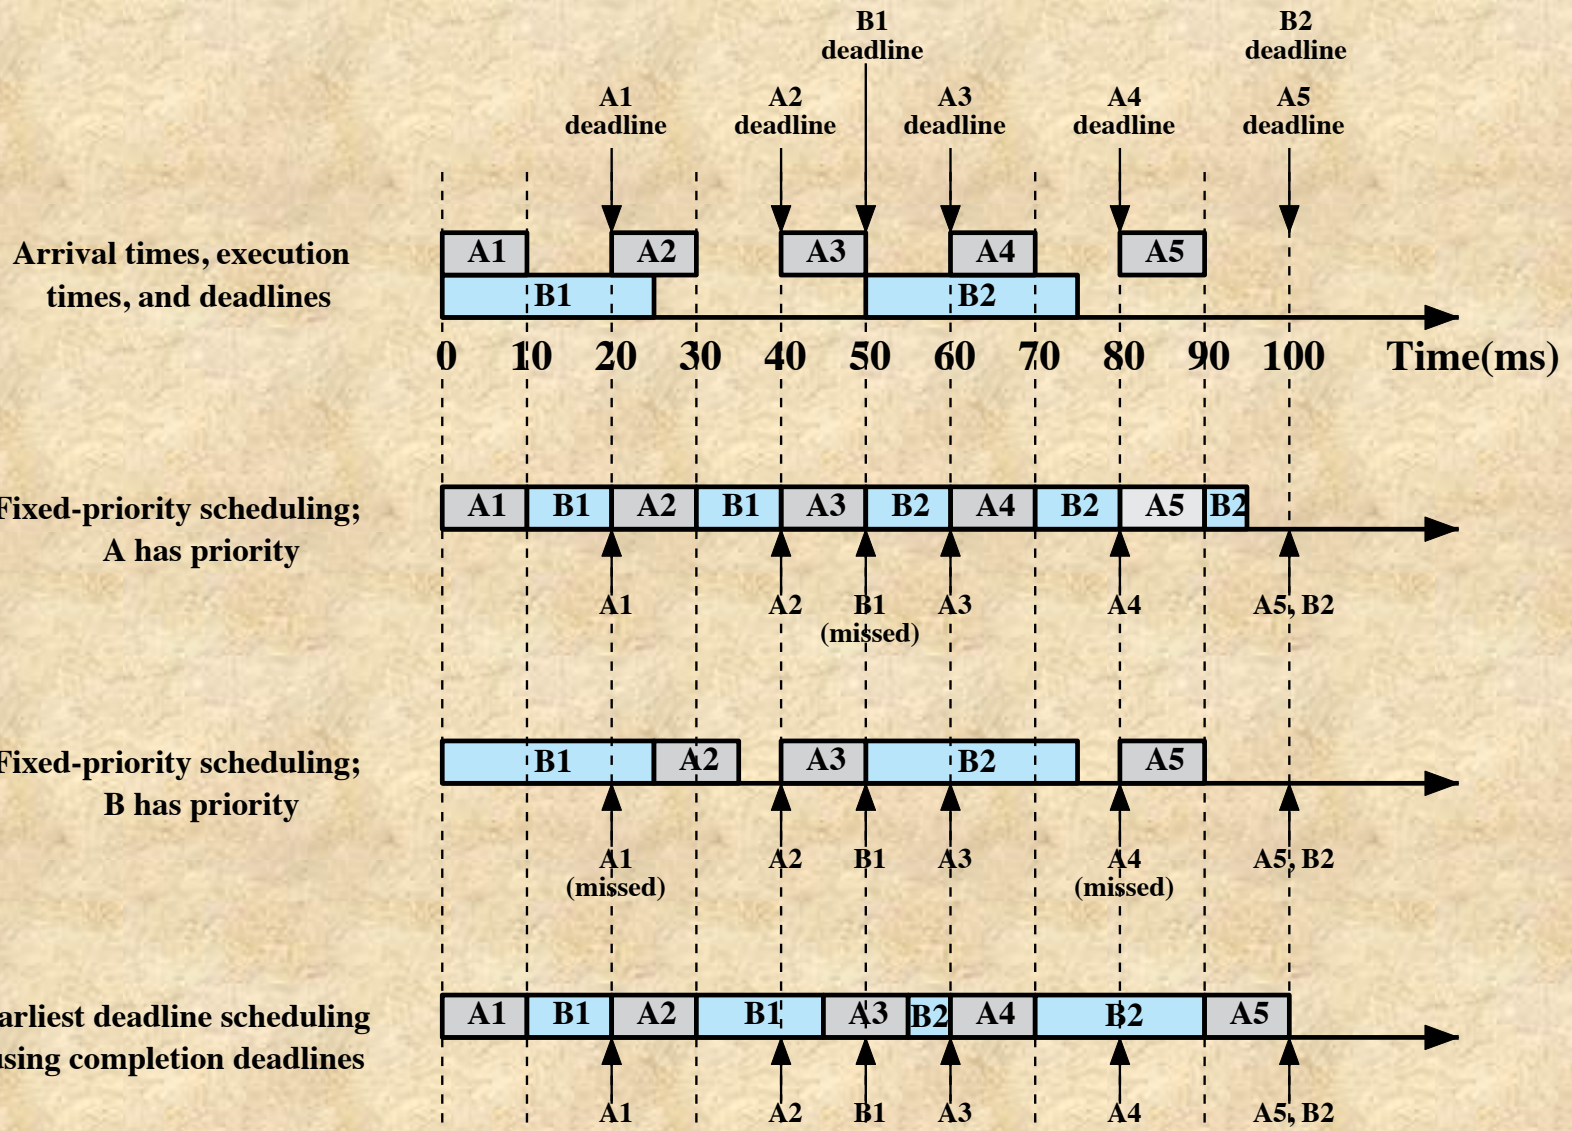 B1
deadline
B2
deadline
A1
deadline
A2
deadline
A3
deadline
A4
deadline
A5
deadline
Arrival times, execution
times, and deadlines
A1 A2 A3 A4 A5
B1 B2
0 10 20 30 40 50 60 70 80 90 100 Time(ms)
Fixed-priority scheduling;
A has priority
A1 B1 A2 B1 A3 B2 A4 B2 A5 B2
A1 A2 B1 A3 A4 A5, B2
(missed)
Fixed-priority scheduling;
B has priority
B1 A2 A3 B2 A5
A1 A2 B1 A3 A4 A5, B2
(missed) (missed)
arliest deadline scheduling
using completion deadlines
A1 B1 A2 B1 A3 B2 A4 B2 A5
A1 A2 B1 A3 A4 A5, B2